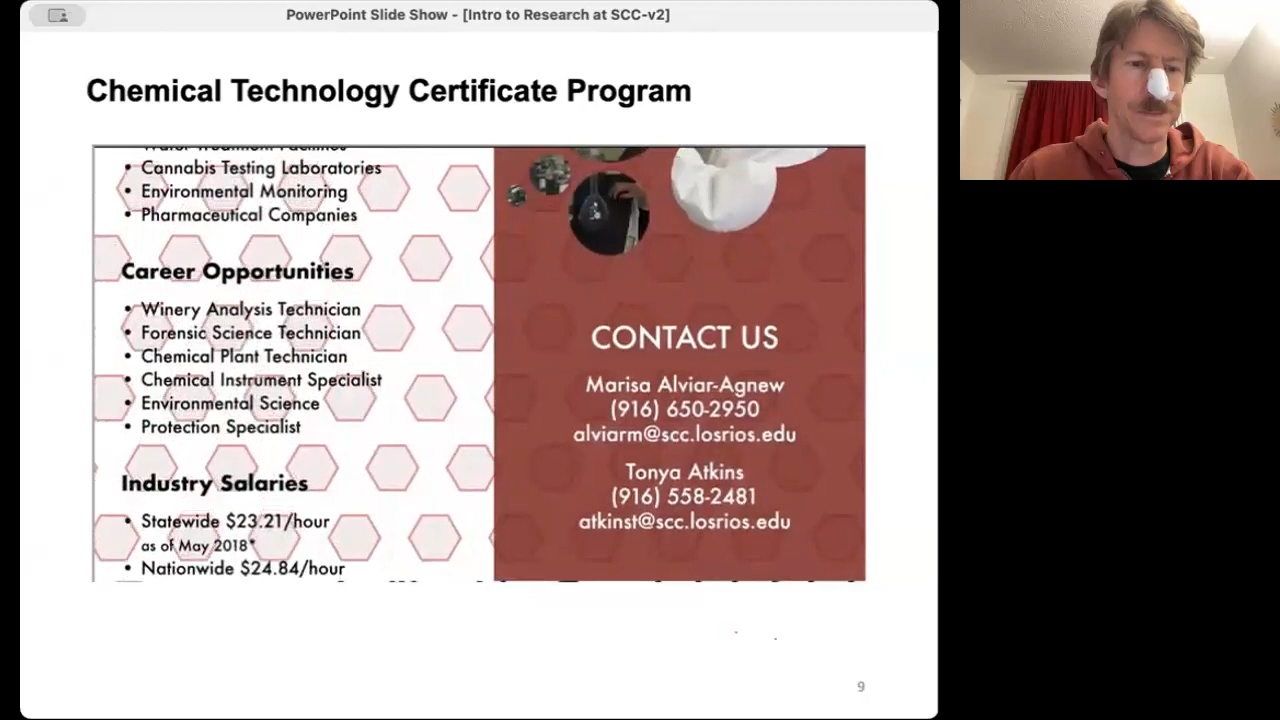 PowerPoint Slide Show - [Intro to Research at SCC-v2]
Chemical Technology Certificate Program
• Cannabis Testing Laboratories
• Environmental Monitoring
• Pharmaceutical Companies
Career Opportunities
• Winery Analysis Technician
• Forensic Science Technician
• Chemical Plant Technician
• Chemical Instrument Specialist
• Environmental Science
• Protection Specialist
Industry Salaries
• Statewide $23.21/hour
as of May 2018*
• Nationwide $24.84/hour
CONTACT US
Marisa Alviar-Agnew
(916) 650-2950
alviarm@scc.losrios.edu
Tonya Atkins
(916) 558-2481
atkinst@scc.losrios.edu
9